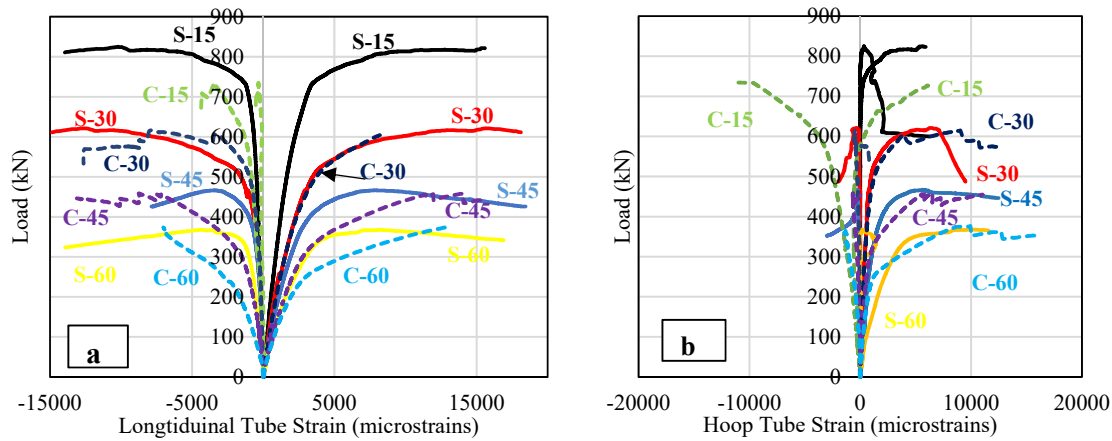 900
800
700
600
500
400
300
200
100
0
Load (kN)
S-15
S-15
C-15
S-30
S-30
C-30
C-30
S-45
S-45
C-45
C-45
S-60
S-60
C-60
C-60
a
-15000
-5000
5000
15000
Longtiduinal Tube Strain (microstrains)
900
800
700
600
500
400
300
200
100
0
Load (kN)
C-15
C-15
C-30
S-30
S-45
C-45
C-60
S-60
b
-20000
-10000
0
10000
20000
Hoop Tube Strain (microstrains)